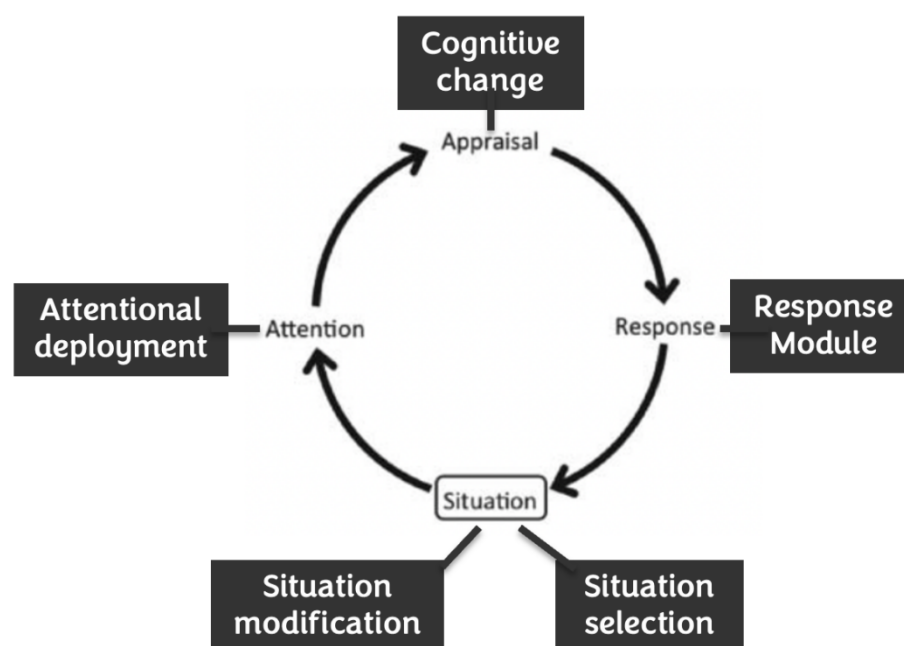 Cognitive
change
Appraisal
Attentional
deployment
Attention
Response
Response
Module
Situation
Situation
modification
Situation
selection